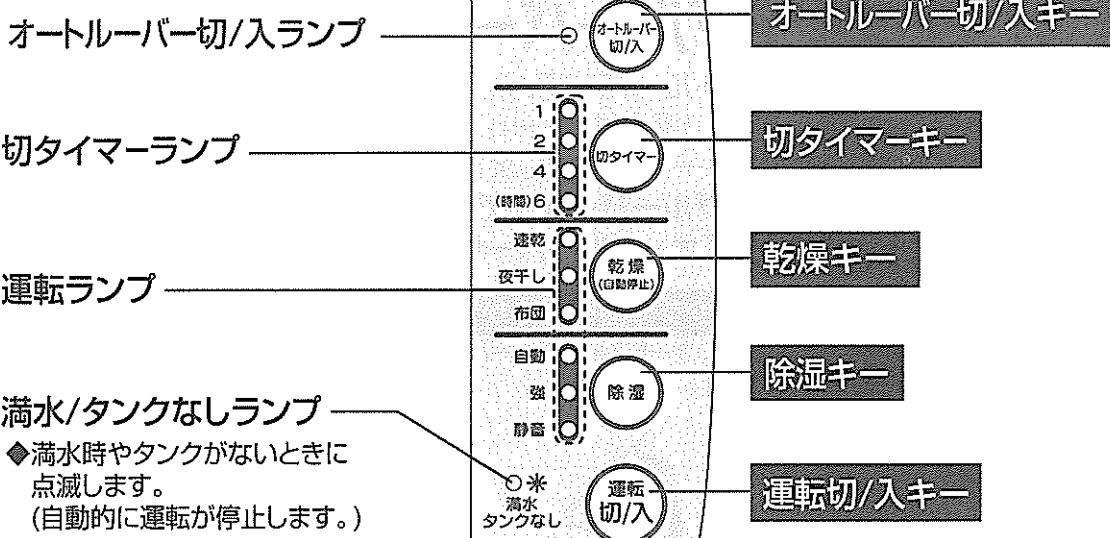 オートルーバー切/入ランプ
オートルーバー
切/入
オートルーバー切/入キー
切タイマーランプ
1
2
4
(時間)6
切タイマー
切タイマーキー
運転ランプ
速乾
夜干し
布団
乾燥
(自動停止)
乾燥キー
自動
強
静音
除湿
除湿キー
満水/タンクなしランプ
◆満水時やタンクがないときに
点滅します。
(自動的に運転が停止します。)
満水
タンクなし
運転
切/入
運転切/入キー